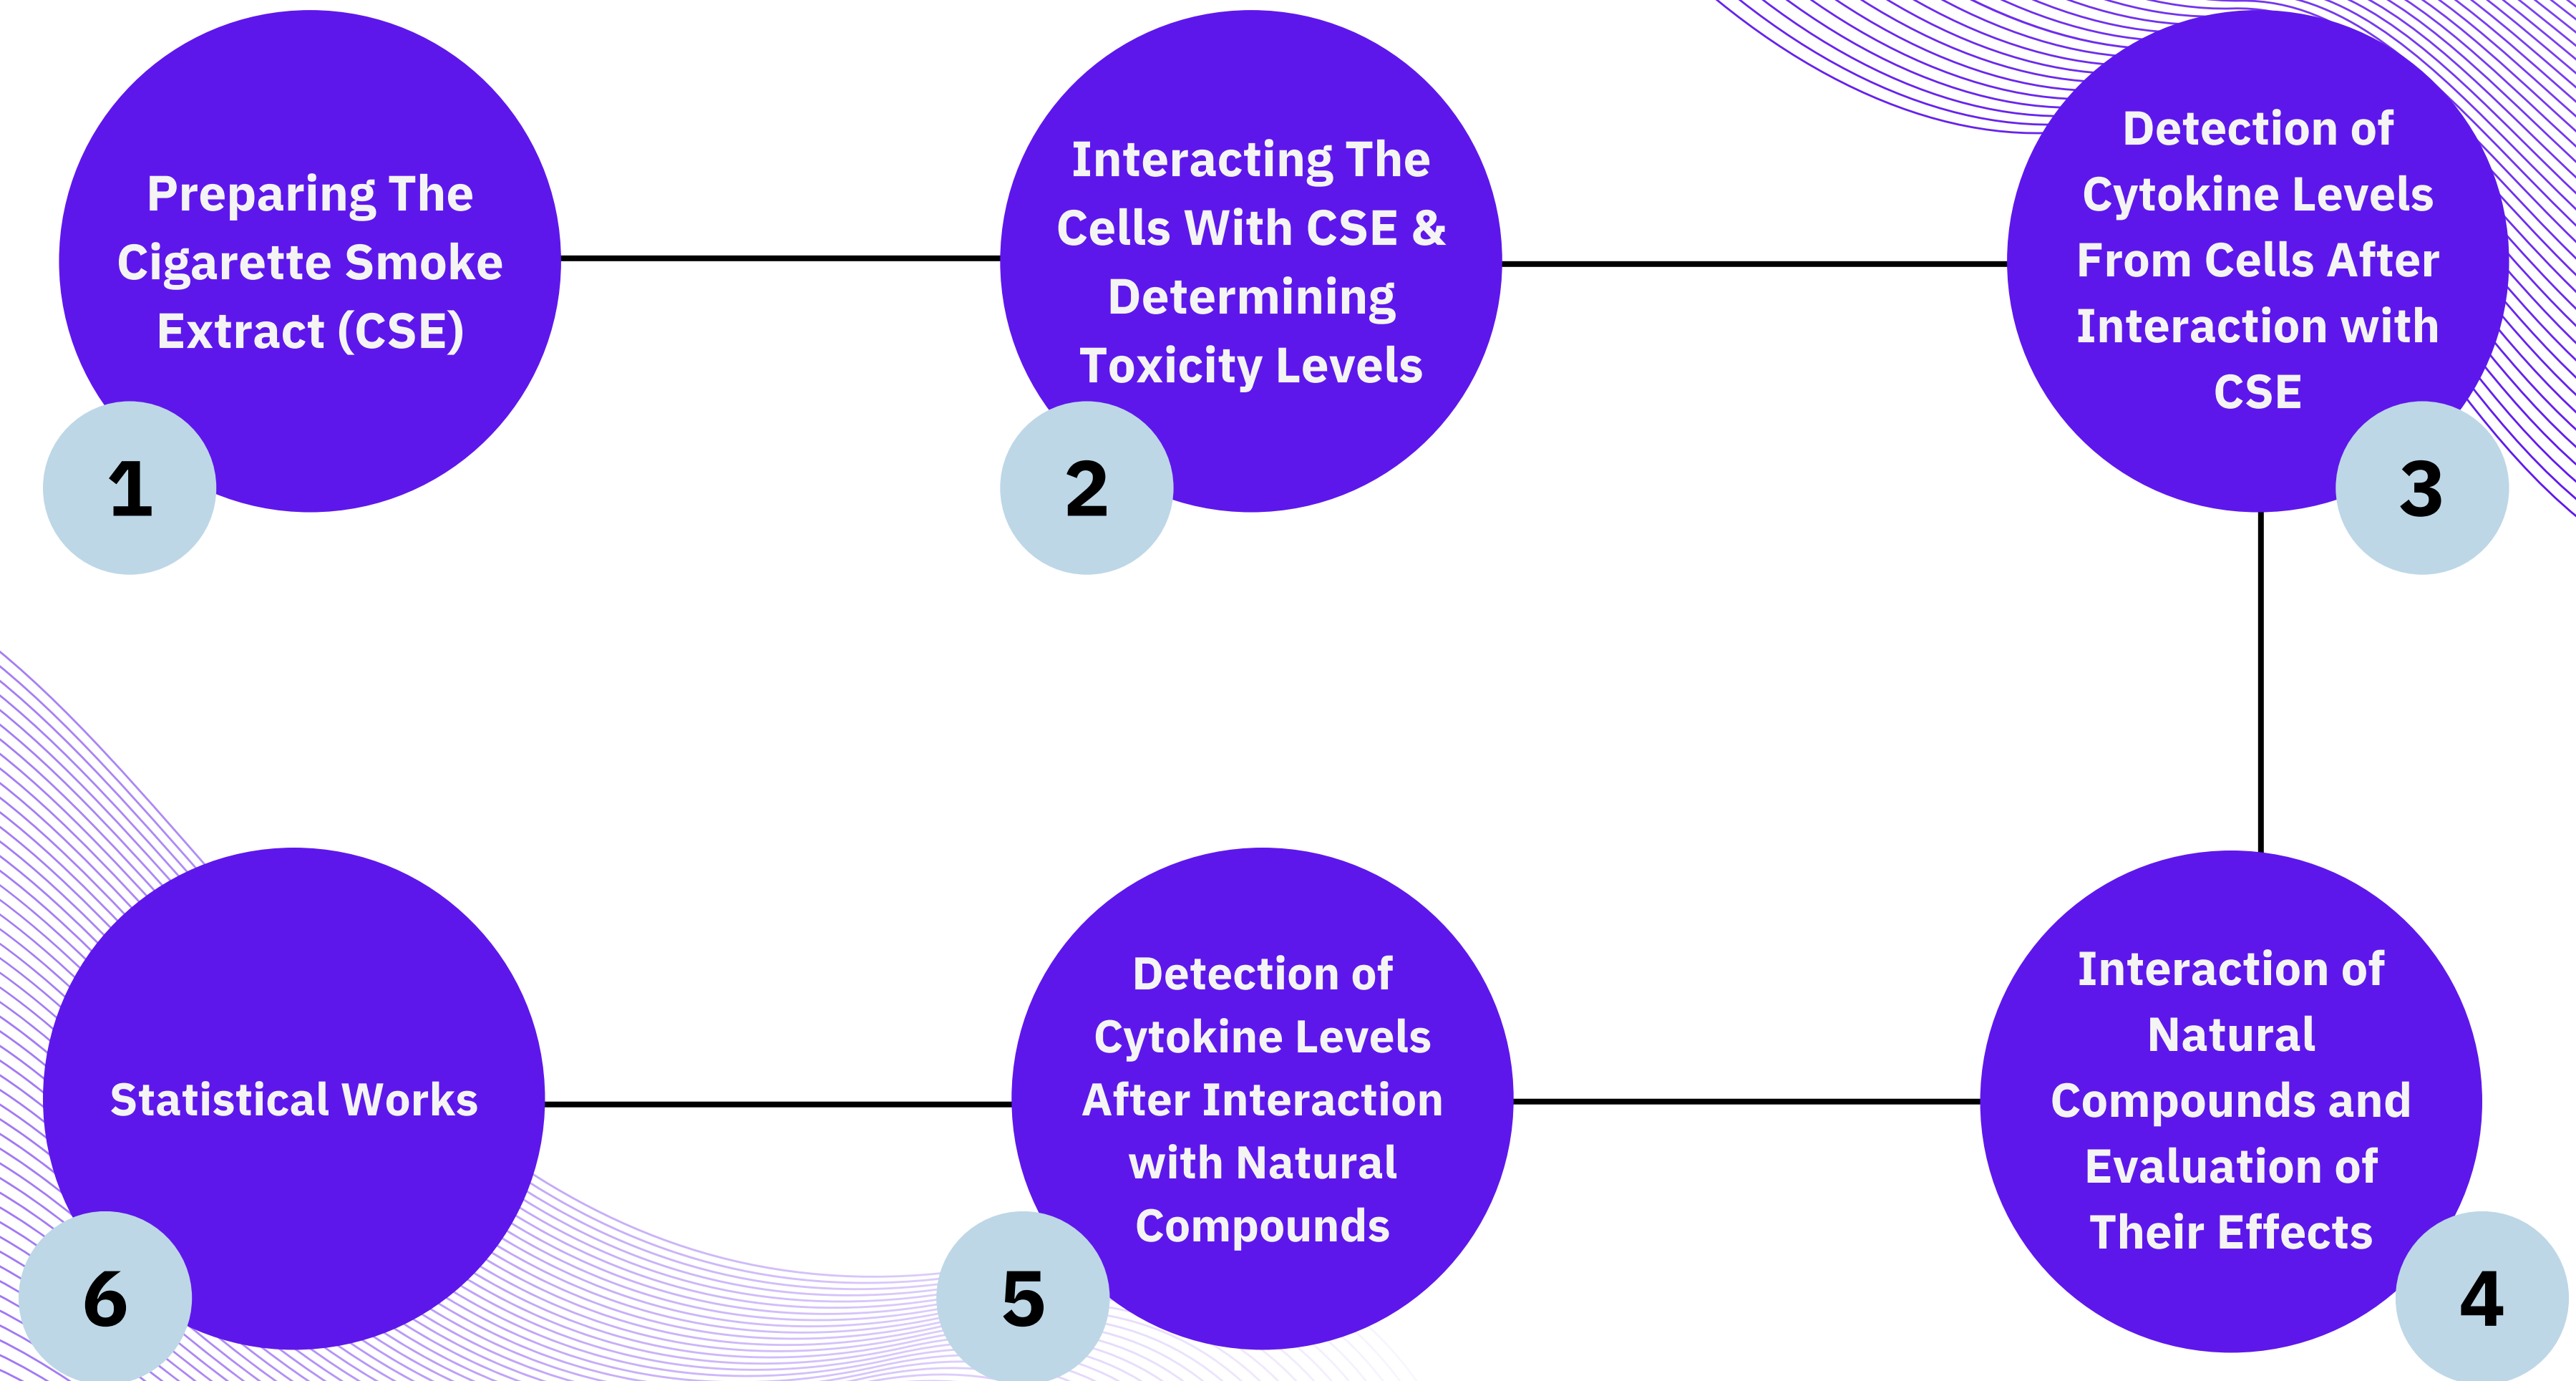 Preparing The
Cigarette Smoke
Extract (CSE)
1
Interacting The
Cells With CSE &
Determining
Toxicity Levels
2
Detection of
Cytokine Levels
From Cells After
Interaction with
CSE
3
Interaction of
Natural
Compounds and
Evaluation of
Their Effects
4
Detection of
Cytokine Levels
After Interaction
with Natural
Compounds
5
Statistical Works
6